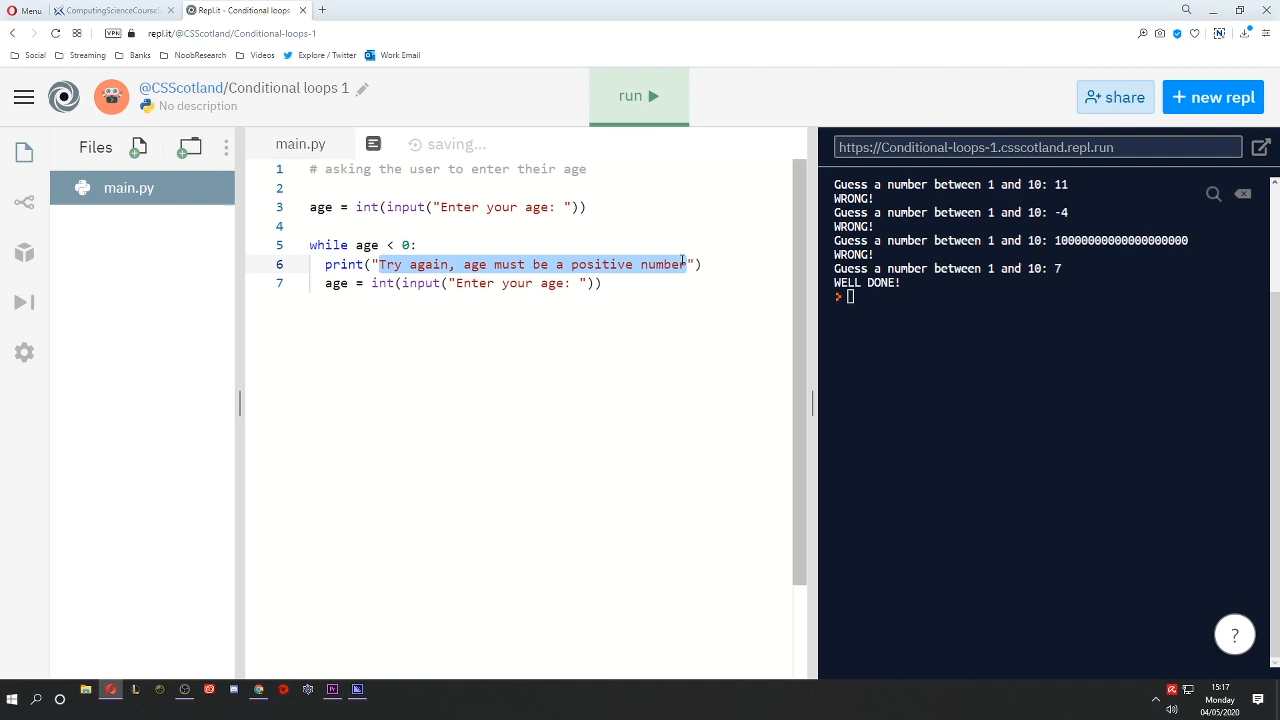 Menu
ComputingScienceCourseS
Repl.it - Conditional loops
VPN
repl.it/@CSScotland/Conditional-loops-1
Social
Streaming
Banks
NoobResearch
Videos
Explore / Twitter
Work Email
@CSScotland/Conditional loops 1
No description
run
share
+ new repl
Files
main.py
main.py
saving...
1 # asking the user to enter their age
2
3 age = int(input("Enter your age: "))
4
5 while age < 0:
6 print("Try again, age must be a positive number")
7 age = int(input("Enter your age: "))
https://Conditional-loops-1.csscotland.repl.run
Guess a number between 1 and 10: 11
WRONG!
Guess a number between 1 and 10: -4
WRONG!
Guess a number between 1 and 10: 10000000000000000000
WRONG!
Guess a number between 1 and 10: 7
WELL DONE!
>
?
15:17
Monday
04/05/2020